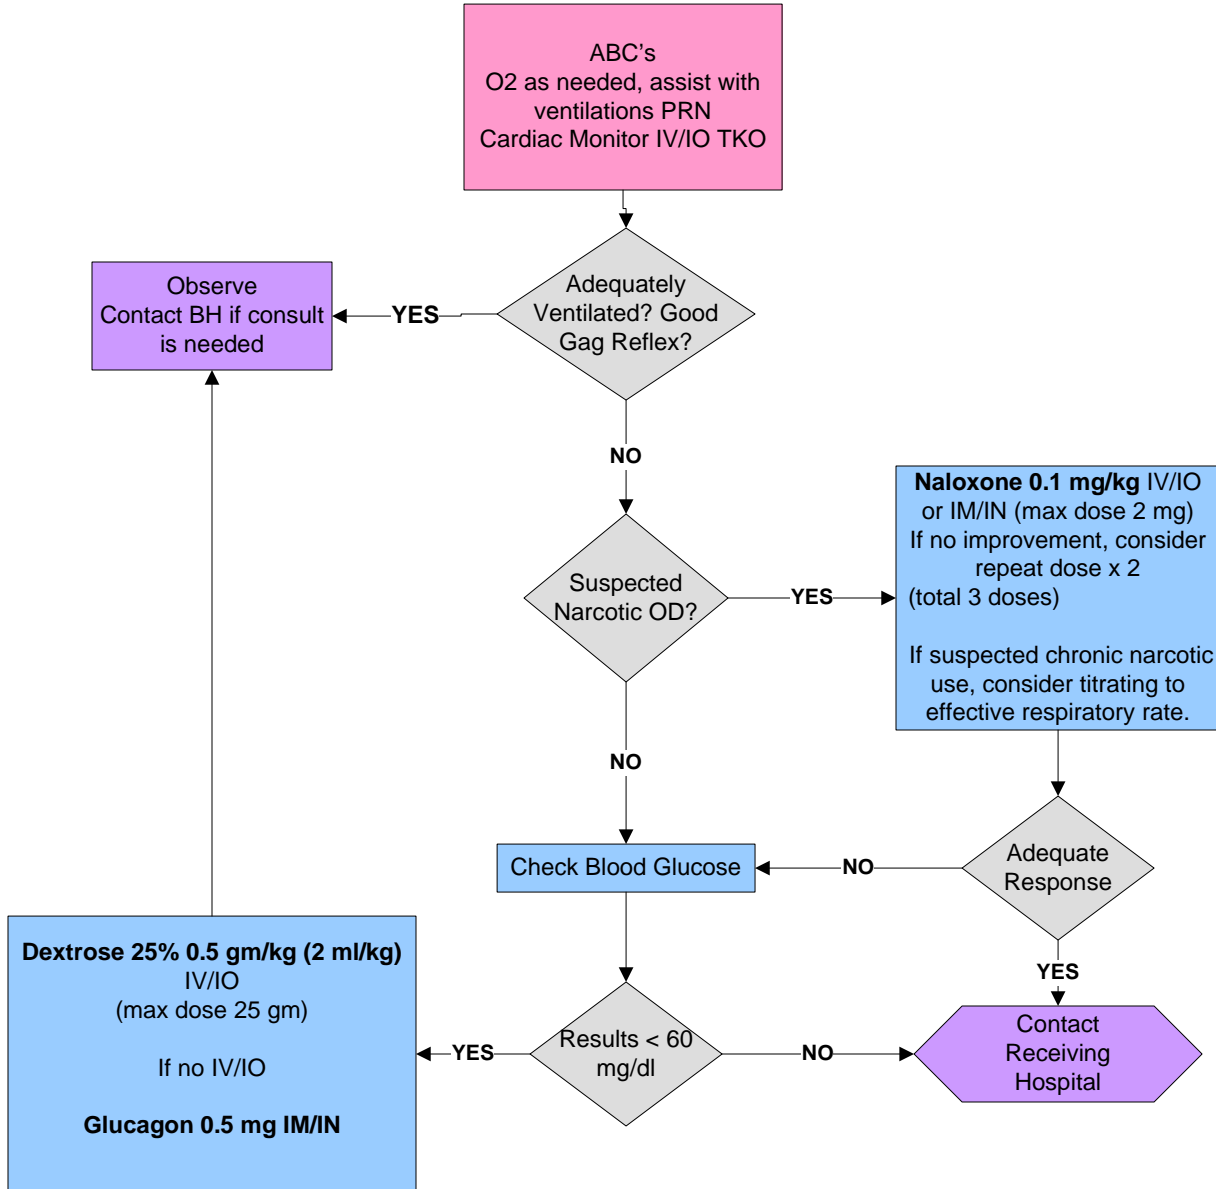 ABC's
O2 as needed, assist with
ventilations PRN
Cardiac Monitor IV/IO TKO
Observe
Contact BH if consult
is needed
YES
Adequately
Ventilated? Good
Gag Reflex?
NO
Naloxone 0.1 mg/kg IV/IO
or IM/IN (max dose 2 mg)
If no improvement, consider
repeat dose x 2
(total 3 doses)
If suspected chronic narcotic
use, consider titrating to
effective respiratory rate.
Suspected
Narcotic OD?
YES
NO
Check Blood Glucose
NO
Adequate
Response
YES
Dextrose 25% 0.5 gm/kg (2 ml/kg)
IV/IO
(max dose 25 gm)
If no IV/IO
Glucagon 0.5 mg IM/IN
YES
Results < 60
mg/dl
NO
Contact
Receiving
Hospital